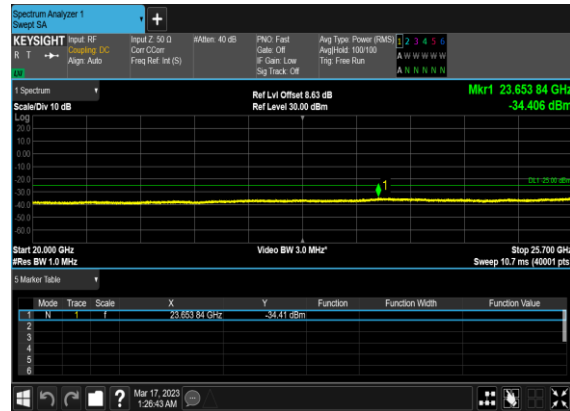 Spectrum Analyzer 1
Swept SA
+
KEYSIGHT Input: RF Input Z: 50 Ω #Atten: 40 dB PNO: Fast Avg Type: Power (RMS) 1 2 3 4 5 6
R T Coupling: DC Corr CCorr Gate: Off Avg|Hold: 100/100 A W W W W W
Align: Auto Freq Ref: Int (S) IF Gain: Low Trig: Free Run
LW Sig Track: Off A N N N N N
1 Spectrum Ref Lvl Offset 8.63 dB Mkr1 23.653 84 GHz
Scale/Div 10 dB Ref Level 30.00 dBm -34.406 dBm
Log
20.0
10.0
0.00
-10.0
-20.0
DL1 -25.00 dBm
1
-30.0
-40.0
-50.0
-60.0
Start 20.000 GHz Video BW 3.0 MHz* Stop 25.700 GHz
#Res BW 1.0 MHz Sweep 10.7 ms (40001 pts)
5 Marker Table
Mode Trace Scale X Y Function Function Width Function Value
1 N 1 f 23.653 84 GHz -34.41 dBm
2
3
4
5
6
? Mar 17, 2023
1:26:43 AM